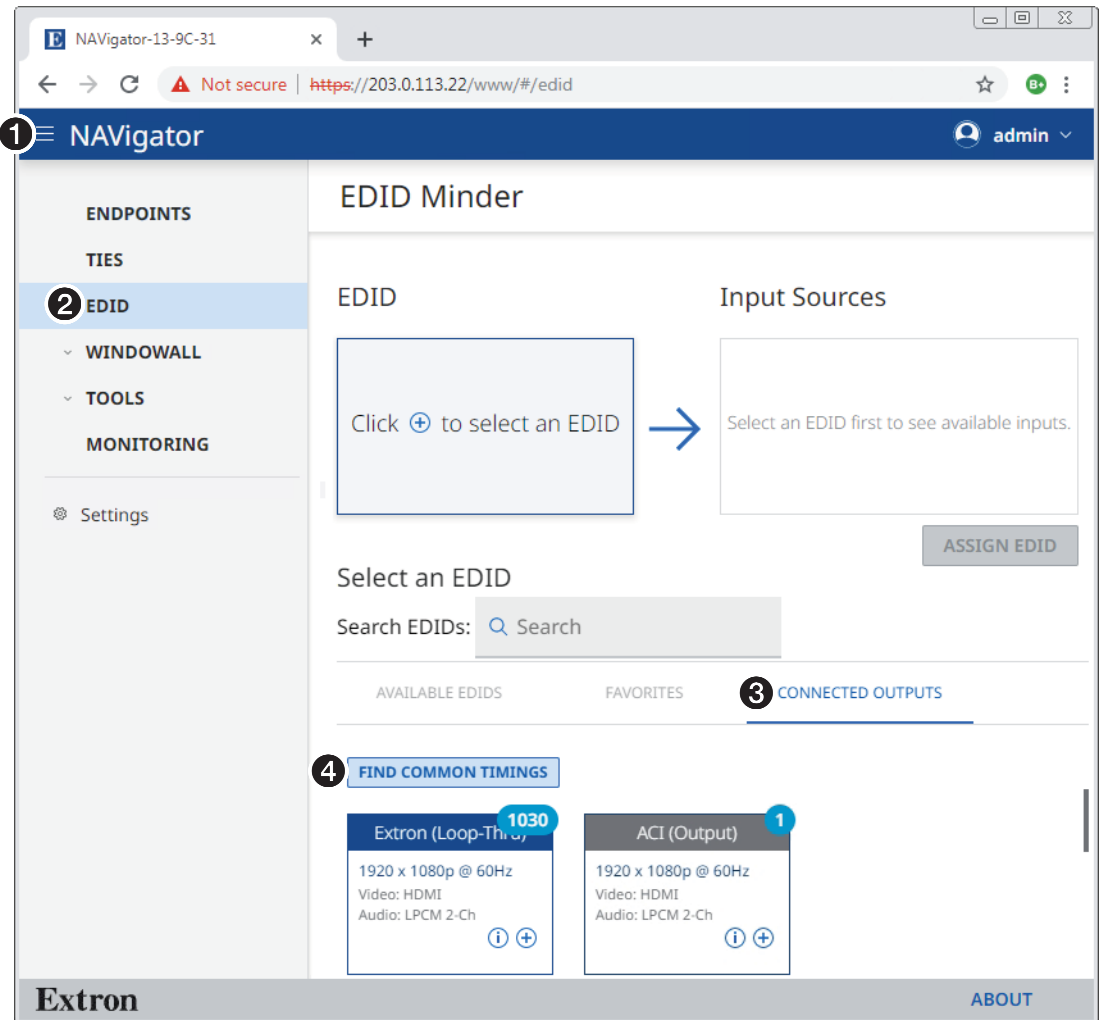 E NAVigator-13-9C-31 × +
Not secure | https://203.0.113.22/www/#/edid B+
1 NAVigator admin
ENDPOINTS
TIES
2 EDID
WINDOWALL
TOOLS
MONITORING
Settings
EDID Minder
EDID Input Sources
Click + to select an EDID
Select an EDID first to see available inputs.
ASSIGN EDID
Select an EDID
Search EDIDs: Search
AVAILABLE EDIDS FAVORITES 3 CONNECTED OUTPUTS
4 FIND COMMON TIMINGS
1030
Extron (Loop-Thru)
1920 x 1080p @ 60Hz
Video: HDMI
Audio: LPCM 2-Ch
1
ACI (Output)
1920 x 1080p @ 60Hz
Video: HDMI
Audio: LPCM 2-Ch
Extron ABOUT